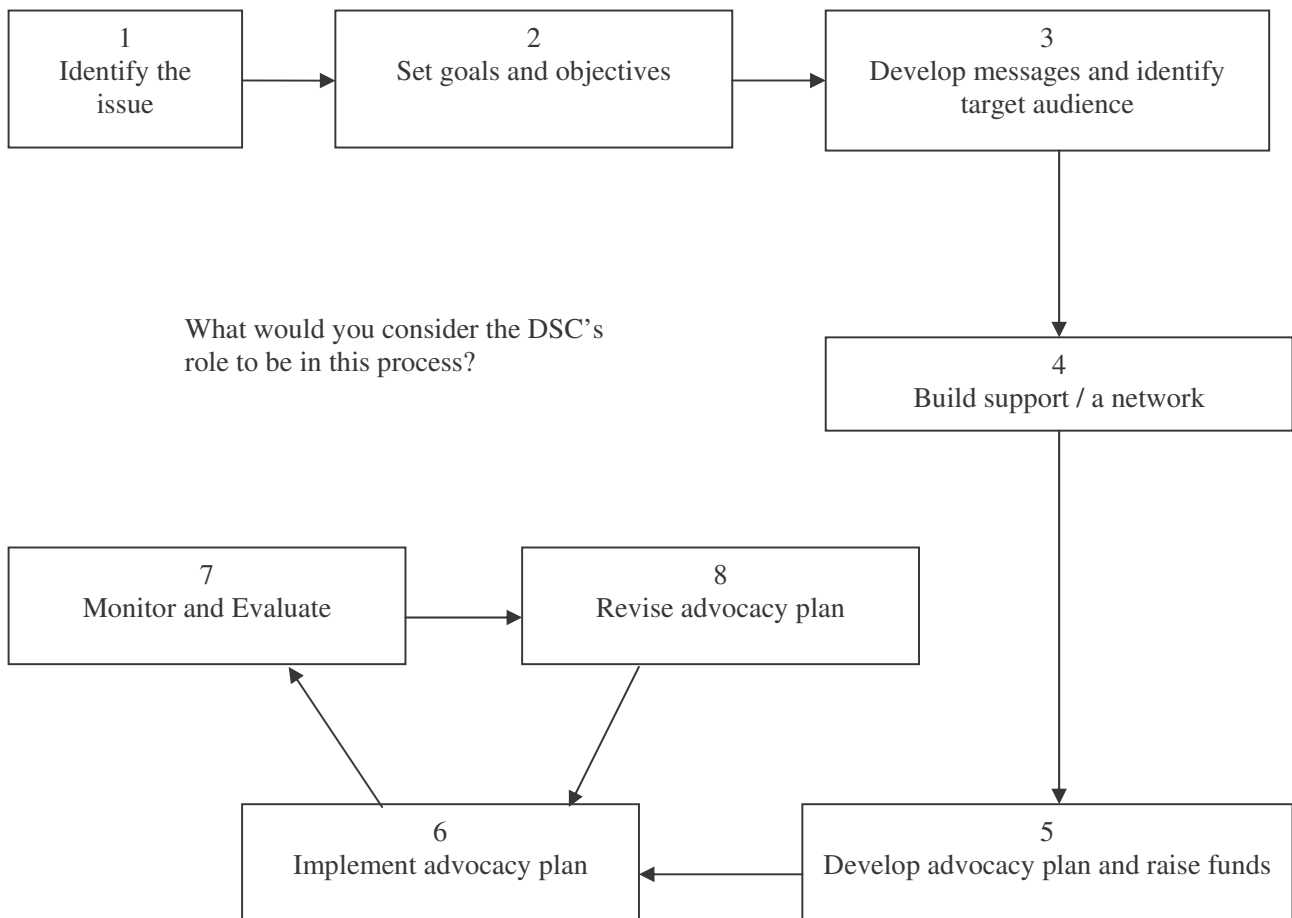 1
Identify the
issue
2
Set goals and objectives
3
Develop messages and identify
target audience
What would you consider the DSC’s
role to be in this process?
4
Build support / a network
7
Monitor and Evaluate
8
Revise advocacy plan
6
Implement advocacy plan
5
Develop advocacy plan and raise funds